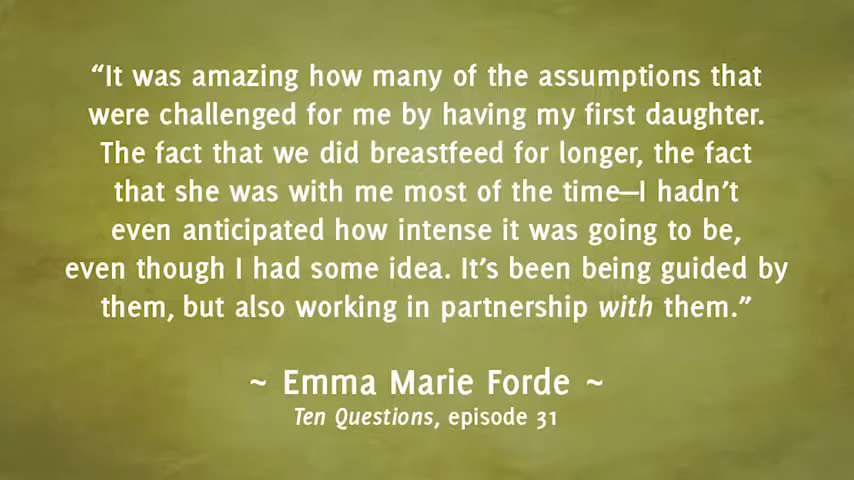 “It was amazing how many of the assumptions that
were challenged for me by having my first daughter.
The fact that we did breastfeed for longer, the fact
that she was with me most of the time—I hadn’t
even anticipated how intense it was going to be,
even though I had some idea. It’s been being guided by
them, but also working in partnership with them.”
~ Emma Marie Forde ~
Ten Questions, episode 31